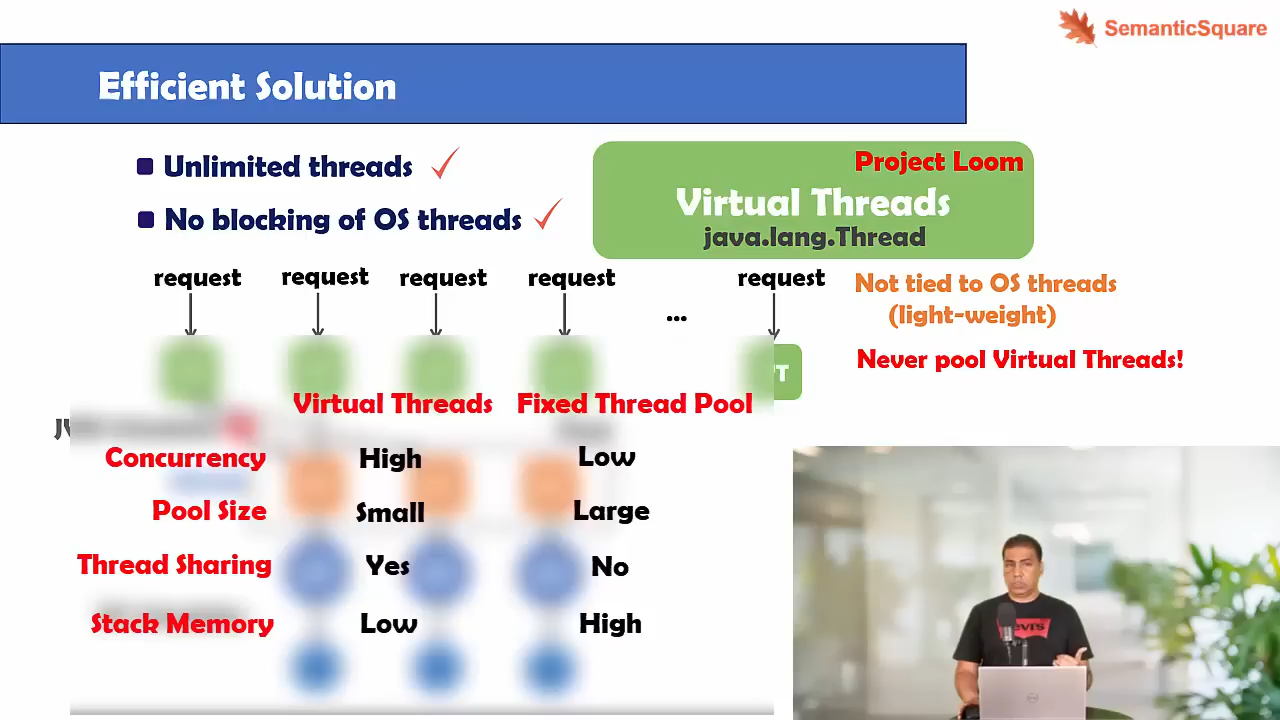 SemanticSquare
Efficient Solution
Unlimited threads
No blocking of OS threads
Project Loom
Virtual Threads
java.lang.Thread
request request request request ... request
Not tied to OS threads
(light-weight)
Never pool Virtual Threads!
Virtual Threads Fixed Thread Pool
Concurrency High Low
Pool Size Small Large
Thread Sharing Yes No
Stack Memory Low High